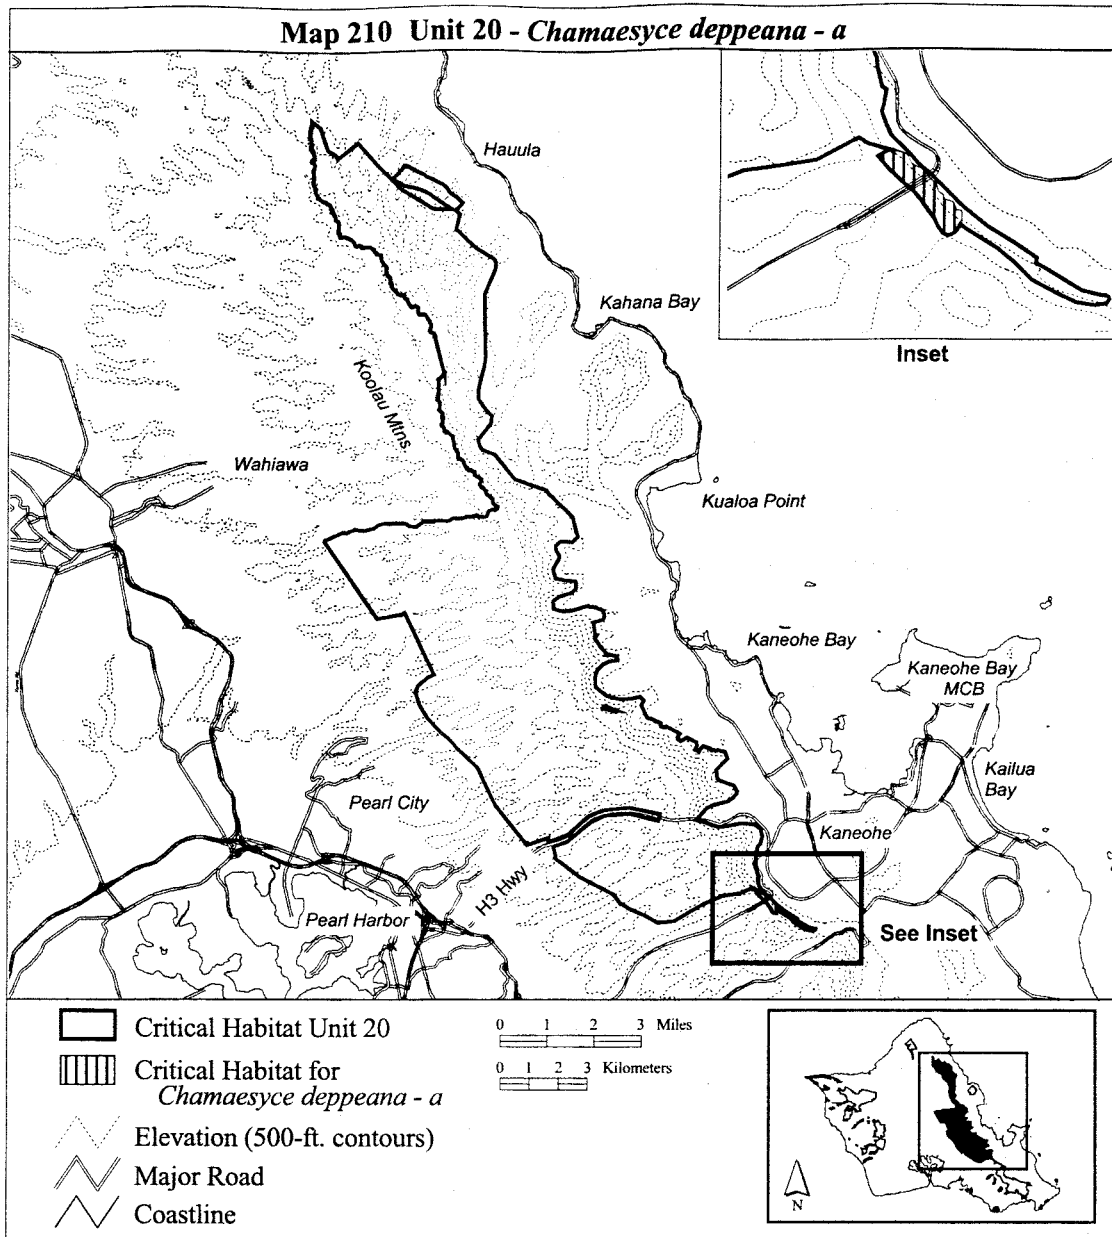 Map 210 Unit 20 - Chamaesyce deppeana - a
Hauula
Kahana Bay
Inset
Koolau Mtns
Wahiawa
Kualoa Point
Kaneohe Bay
Kaneohe Bay
MCB
Kailua
Bay
Pearl City
Kaneohe
H3 Hwy
Pearl Harbor
See Inset
Critical Habitat Unit 20
Critical Habitat for
Chamaesyce deppeana - a
Elevation (500-ft. contours)
Major Road
Coastline
0 1 2 3 Miles
0 1 2 3 Kilometers
N